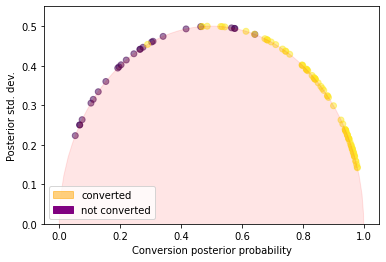 0.5
0.4
0.3
0.2
0.1
0.0
Posterior std. dev.
converted
not converted
0.0 0.2 0.4 0.6 0.8 1.0
Conversion posterior probability